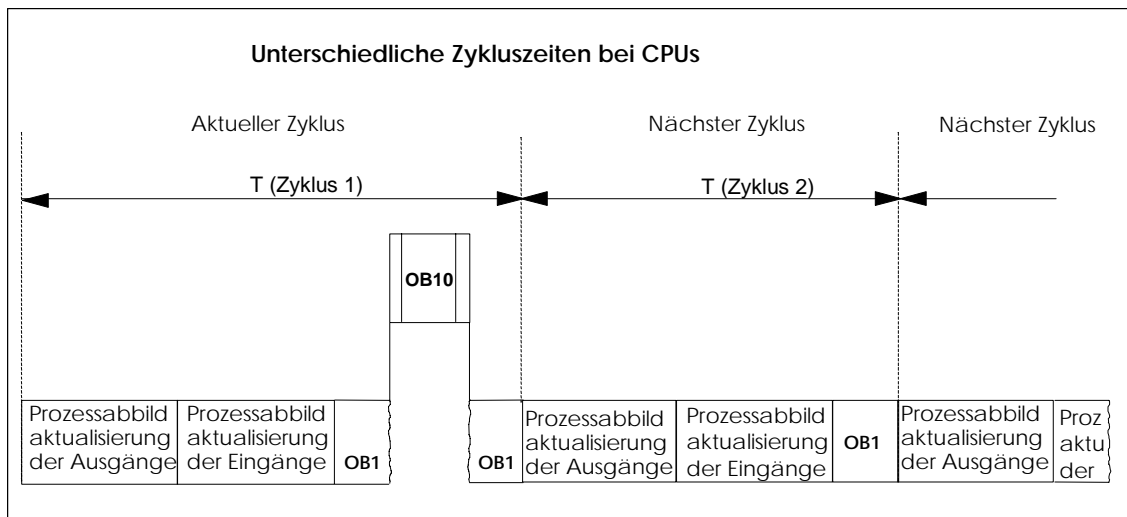 Unterschiedliche Zykluszeiten bei CPUs
Aktueller Zyklus
Nächster Zyklus
Nächster Zyklus
T (Zyklus 1)
T (Zyklus 2)
OB10
Prozessabbild
aktualisierung
der Ausgänge
Prozessabbild
aktualisierung
der Eingänge
OB1
OB1
Prozessabbild
aktualisierung
der Ausgänge
Prozessabbild
aktualisierung
der Eingänge
OB1
Prozessabbild
aktualisierung
der Ausgänge
Proz
aktu
der